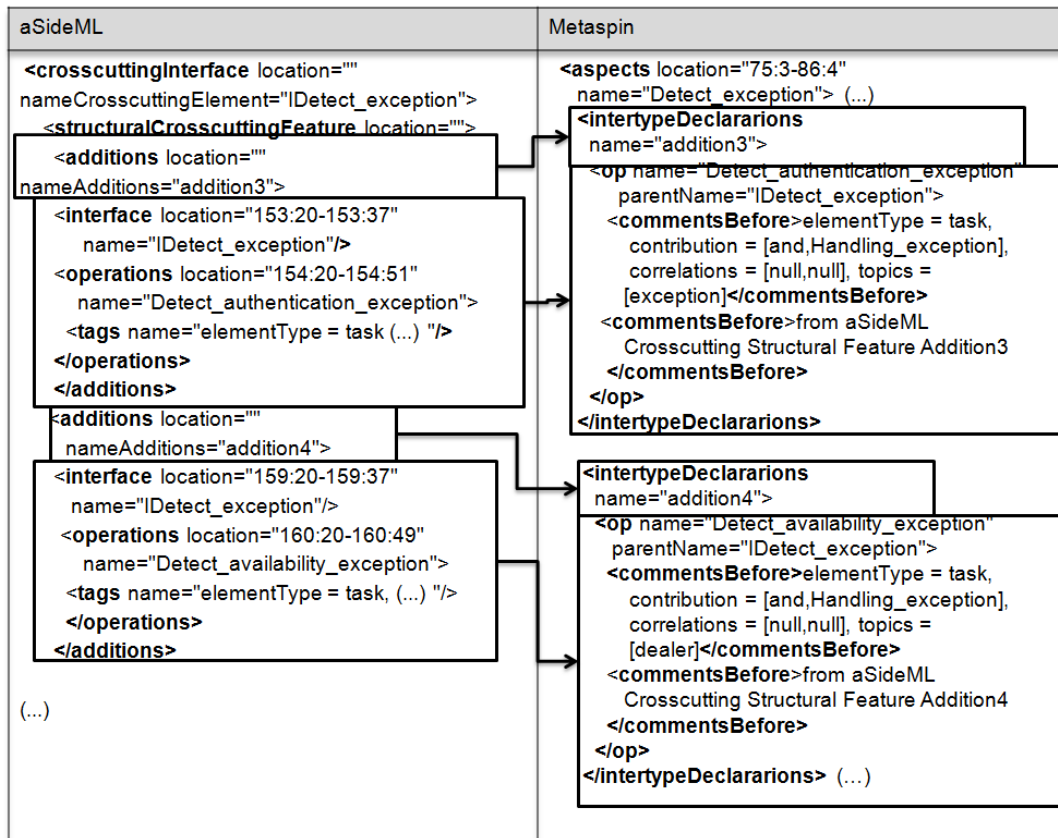 aSideML
<crosscuttingInterface location=""
nameCrosscuttingElement="IDetect_exception">
<structuralCrosscuttingFeature location="">
<additions location=""
nameAdditions="addition3">
<interface location="153:20-153:37"
name="IDetect_exception"/>
<operations location="154:20-154:51"
name="Detect_authentication_exception">
<tags name="elementType = task (...) "/>
</operations>
</additions>
<additions location=""
nameAdditions="addition4">
<interface location="159:20-159:37"
name="IDetect_exception"/>
<operations location="160:20-160:49"
name="Detect_availability_exception">
<tags name="elementType = task, (...) "/>
</operations>
</additions>
(...)
Metaspin
<aspects location="75:3-86:4"
name="Detect_exception"> (...)
<intertypeDeclararions
name="addition3">
<op name="Detect_authentication_exception"
parentName="IDetect_exception">
<commentsBefore>elementType = task,
contribution = [and,Handling_exception],
correlations = [null,null], topics =
[exception]</commentsBefore>
<commentsBefore>from aSideML
Crosscutting Structural Feature Addition3
</commentsBefore>
</op>
</intertypeDeclararions>
<intertypeDeclararions
name="addition4">
<op name="Detect_availability_exception"
parentName="IDetect_exception">
<commentsBefore>elementType = task,
contribution = [and,Handling_exception],
correlations = [null,null], topics =
[dealer]</commentsBefore>
<commentsBefore>from aSideML
Crosscutting Structural Feature Addition4
</commentsBefore>
</op>
</intertypeDeclararions> (...)